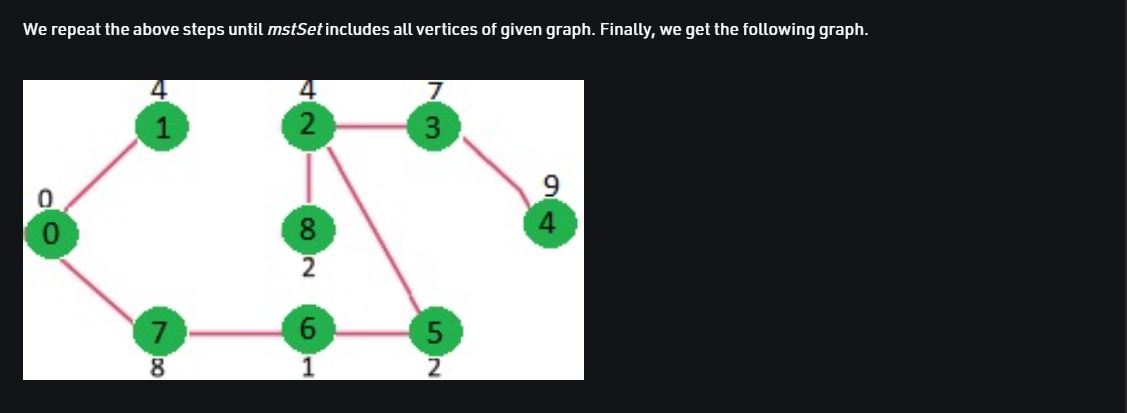 We repeat the above steps until mstSet includes all vertices of given graph. Finally, we get the following graph.
4 4 7
1 2 3
0 9
0 8 4
2
7 6 5
8 1 2